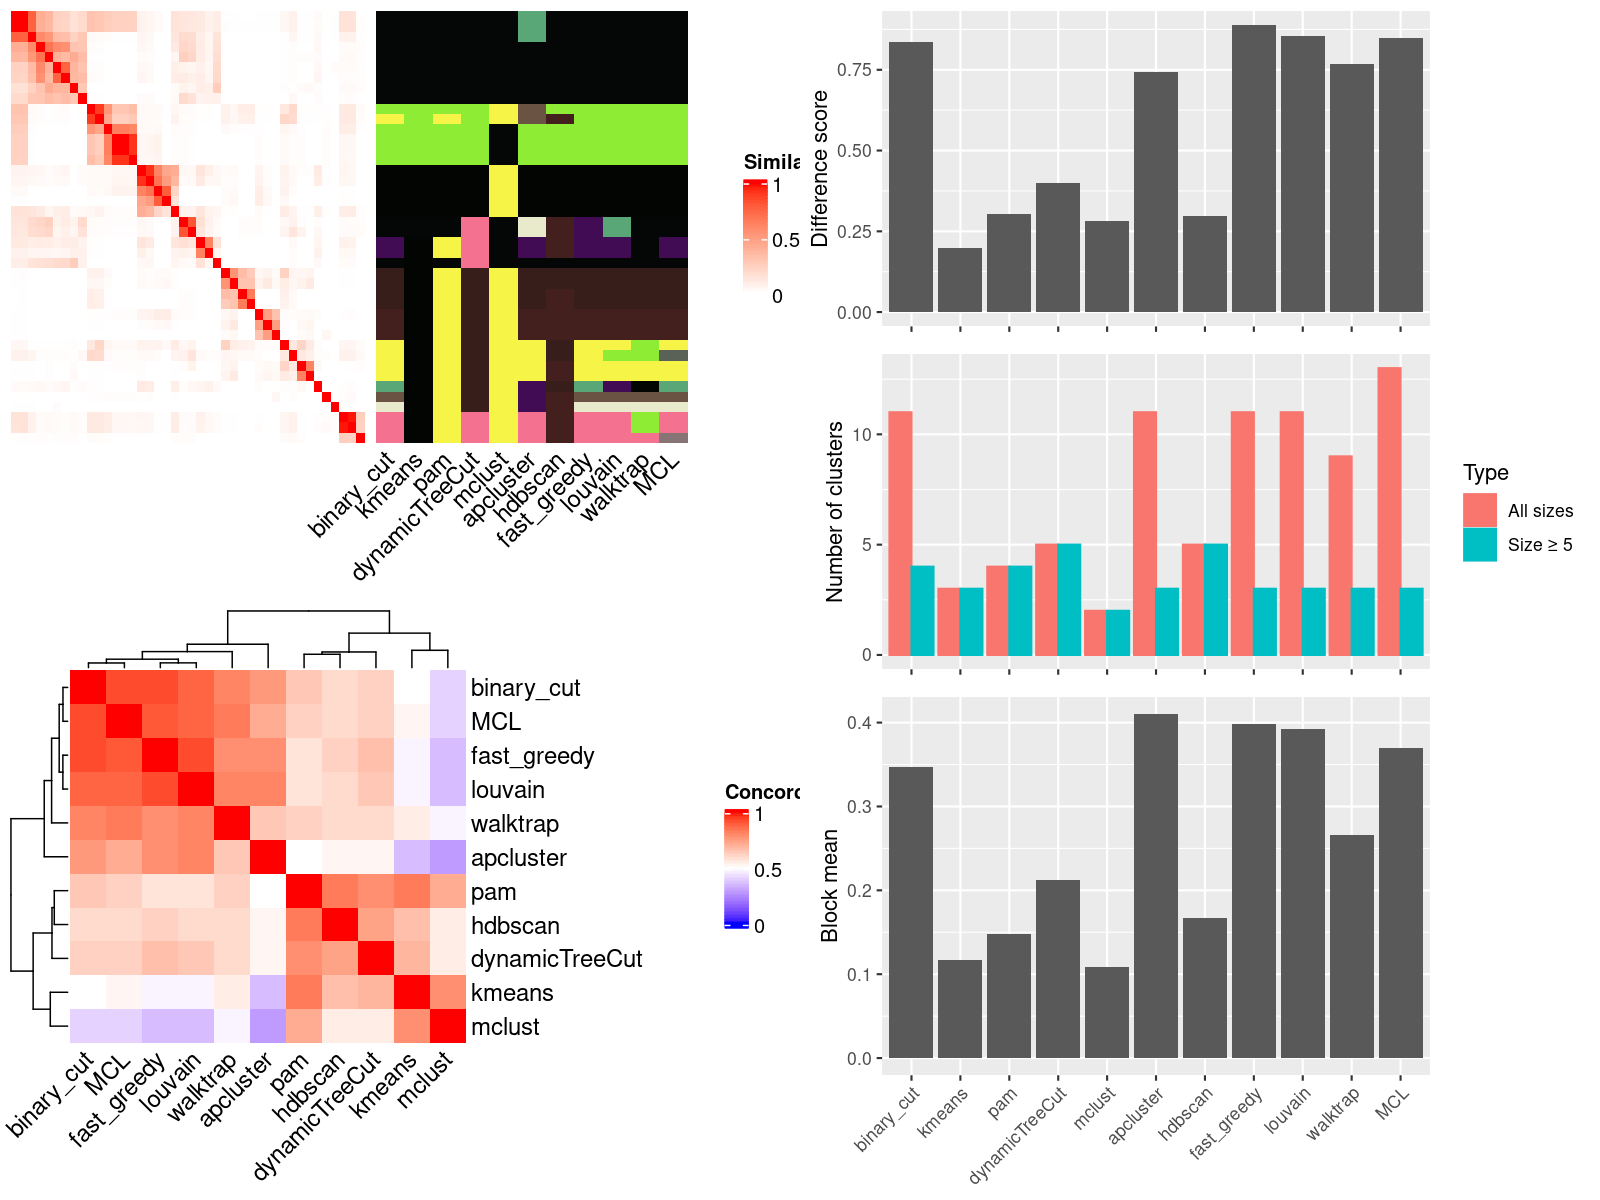 Simila
1
0.5
0
binary_cut
kmeans
pam
dynamicTreeCut
mclust
apcluster
hdbscan
fast_greedy
louvain
walktrap
MCL
Difference score
0.75
0.50
0.25
0.00
Number of clusters
10
5
0
Type
All sizes
Size ≥ 5
binary_cut
MCL
fast_greedy
louvain
walktrap
apcluster
pam
hdbscan
dynamicTreeCut
kmeans
mclust
binary_cut
MCL
fast_greedy
louvain
walktrap
apcluster
pam
hdbscan
dynamicTreeCut
kmeans
mclust
Concord
1
0.5
0
Block mean
0.4
0.3
0.2
0.1
0.0
binary_cut
kmeans
pam
dynamicTreeCut
mclust
apcluster
hdbscan
fast_greedy
louvain
walktrap
MCL